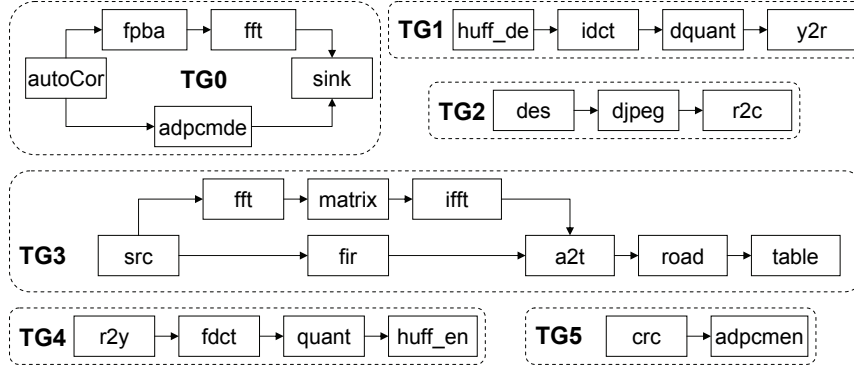 fpba fft
autoCor TG0 sink
adpcmde
TG1 huff_de idct dquant y2r
TG2 des djpeg r2c
fft matrix ifft
TG3 src fir a2t road table
TG4 r2y fdct quant huff_en
TG5 crc adpcmen